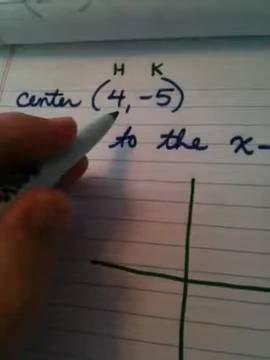 H K
center (4, -5)
to the x-